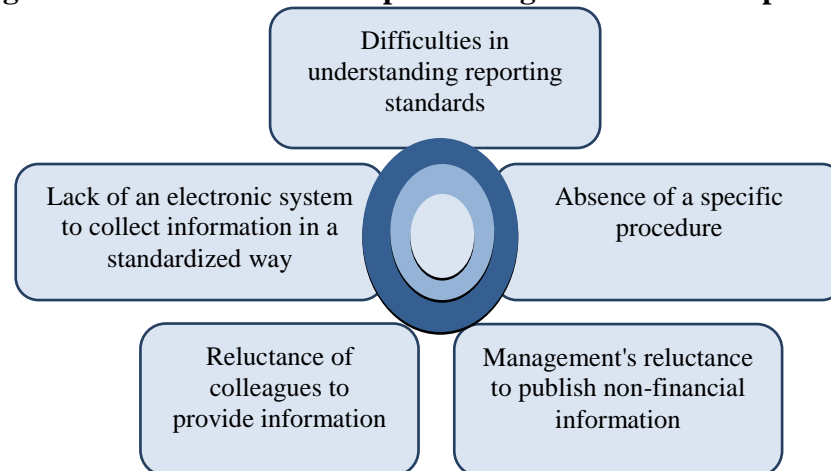 Difficulties in
understanding reporting
standards
Lack of an electronic system
to collect information in a
standardized way
Absence of a specific
procedure
Reluctance of
colleagues to
provide information
Management's reluctance
to publish non-financial
information